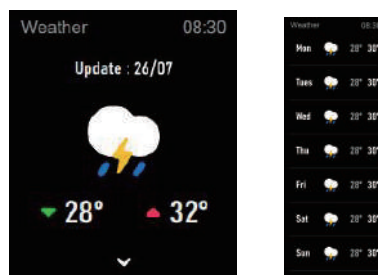 Weather 08:30
Update : 26/07
28° 32°
Weather 08:30
Mon 28° 30°
Tues 28° 30°
Wed 28° 30°
Thu 28° 30°
Fri 28° 30°
Sat 28° 30°
Sun 28° 30°